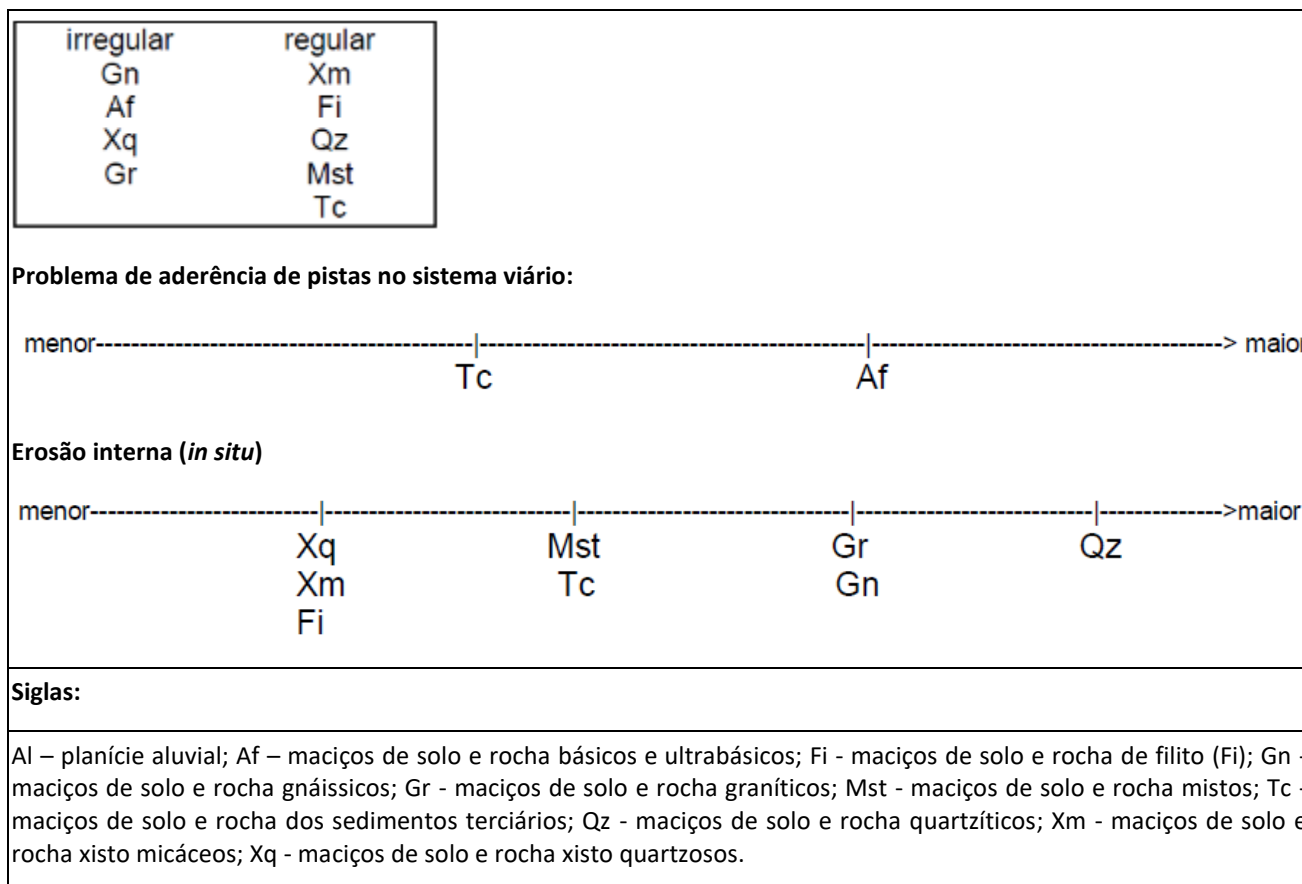 irregular regular
Gn Xm
Af Fi
Xq Qz
Gr Mst
Tc
Problema de aderência de pistas no sistema viário:
menor-------------------------------------------|--------------------------------------------|----------------------------------------> maior
Tc Af
Erosão interna (in situ)
menor--------------------------|----------------------------|-------------------------------|---------------------------|-------------->maior
Xq Mst Gr Qz
Xm Tc Gn
Fi
Siglas:
Al – planície aluvial; Af – maciços de solo e rocha básicos e ultrabásicos; Fi - maciços de solo e rocha de filito (Fi); Gn -
maciços de solo e rocha gnáissicos; Gr - maciços de solo e rocha graníticos; Mst - maciços de solo e rocha mistos; Tc -
maciços de solo e rocha dos sedimentos terciários; Qz - maciços de solo e rocha quartzíticos; Xm - maciços de solo e
rocha xisto micáceos; Xq - maciços de solo e rocha xisto quartzosos.